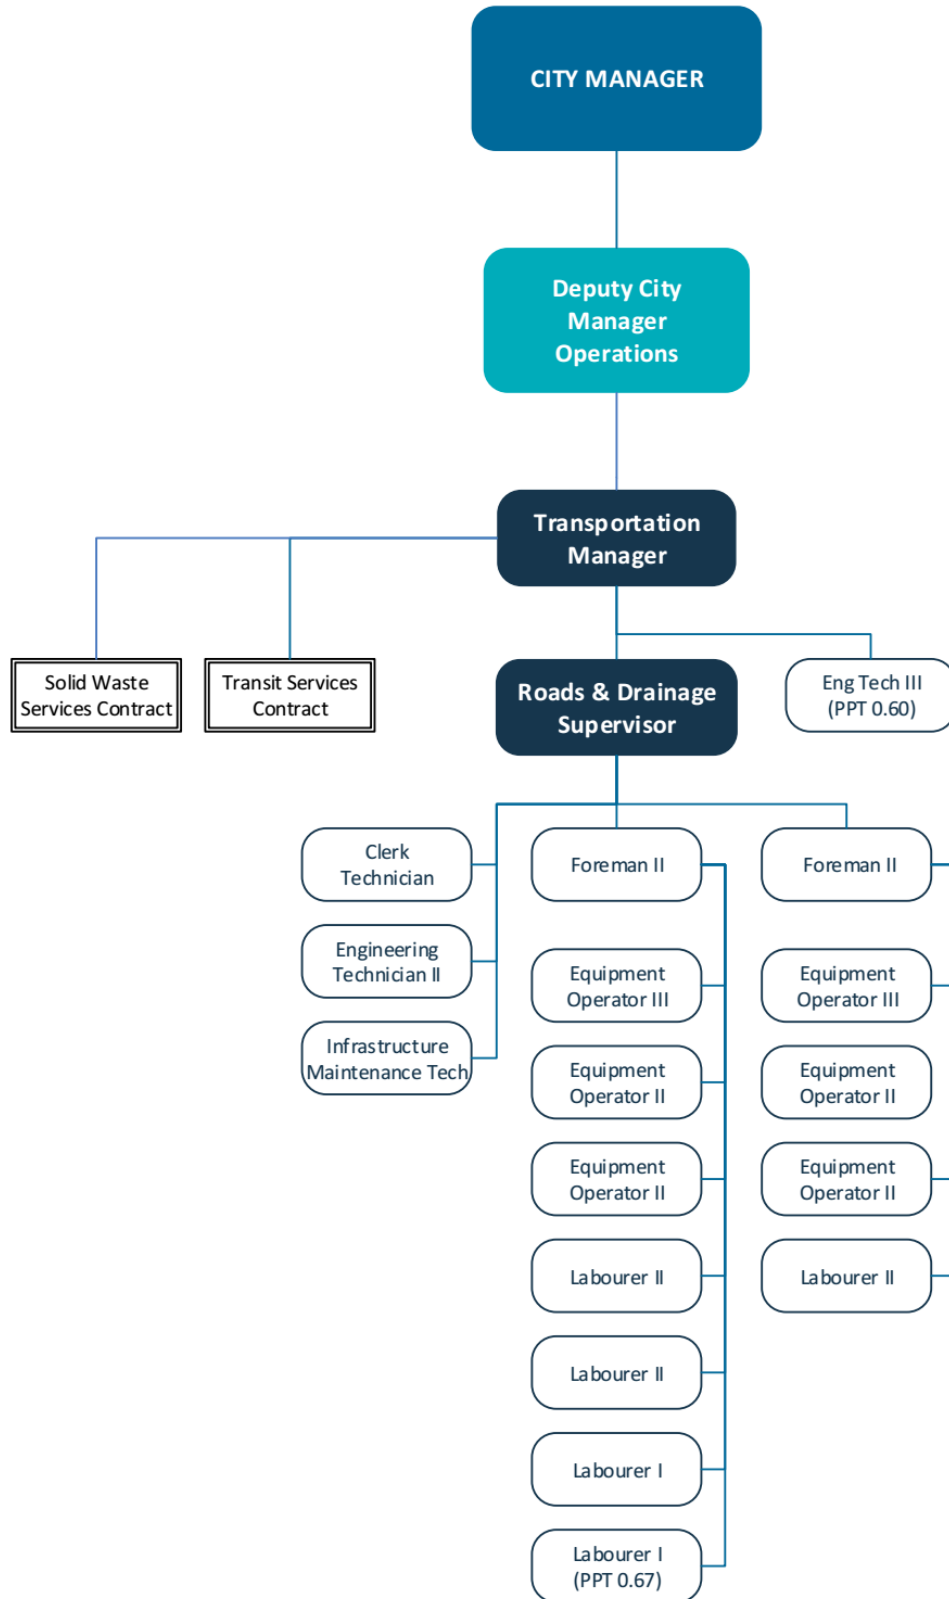 CITY MANAGER
Deputy City
Manager
Operations
Transportation
Manager
Solid Waste
Services Contract
Transit Services
Contract
Roads & Drainage
Supervisor
Eng Tech III
(PPT 0.60)
Clerk
Technician
Foreman II
Foreman II
Engineering
Technician II
Equipment
Operator III
Equipment
Operator III
Infrastructure
Maintenance Tech
Equipment
Operator II
Equipment
Operator II
Equipment
Operator II
Equipment
Operator II
Labourer II
Labourer II
Labourer II
Labourer I
Labourer I
(PPT 0.67)